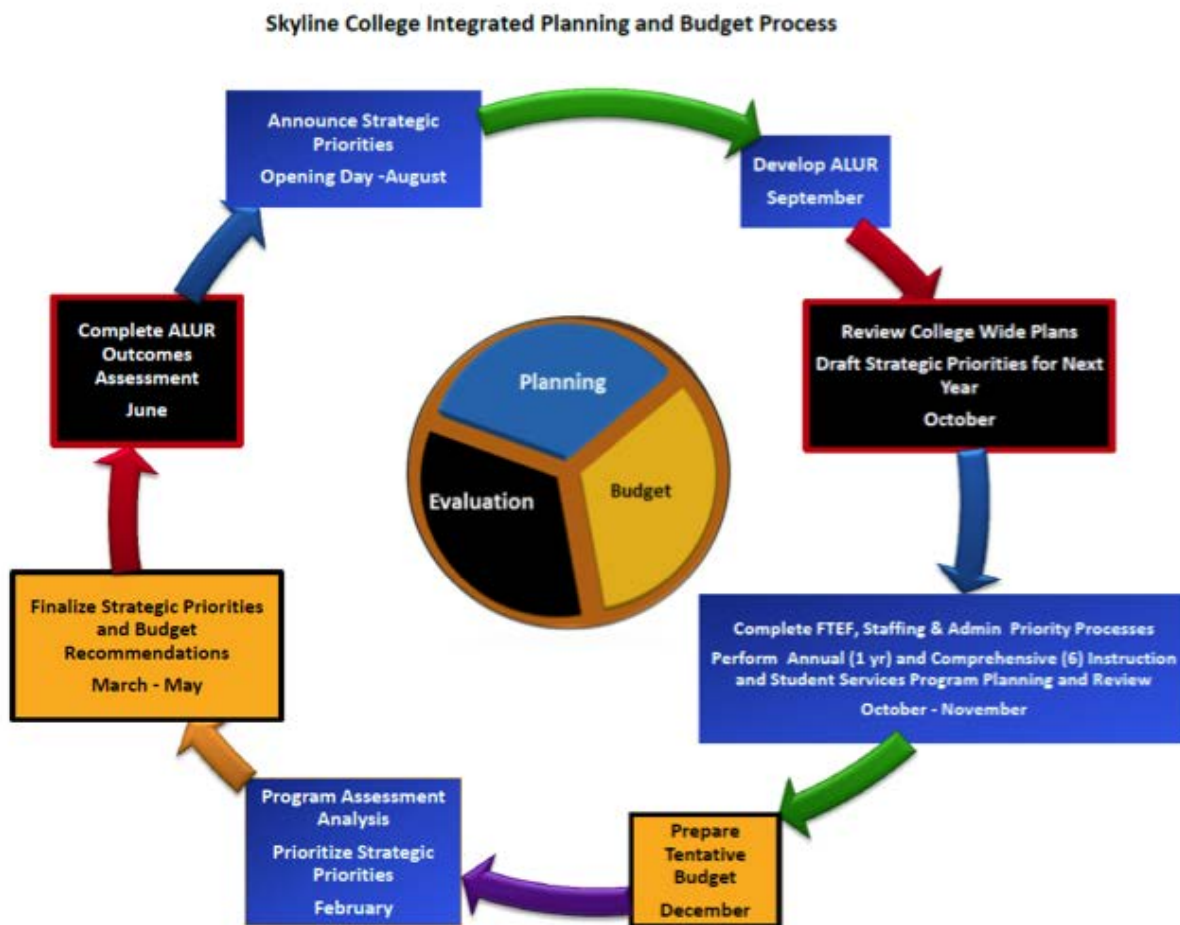 Skyline College Integrated Planning and Budget Process
Announce Strategic
Priorities
Opening Day -August
Develop ALUR
September
Review College Wide Plans
Draft Strategic Priorities for Next
Year
October
Complete FTEF, Staffing & Admin Priority Processes
Perform Annual (1 yr) and Comprehensive (6) Instruction
and Student Services Program Planning and Review
October - November
Prepare
Tentative
Budget
December
Program Assessment
Analysis
Prioritize Strategic
Priorities
February
Finalize Strategic Priorities
and Budget
Recommendations
March - May
Complete ALUR
Outcomes
Assessment
June
Planning
Budget
Evaluation